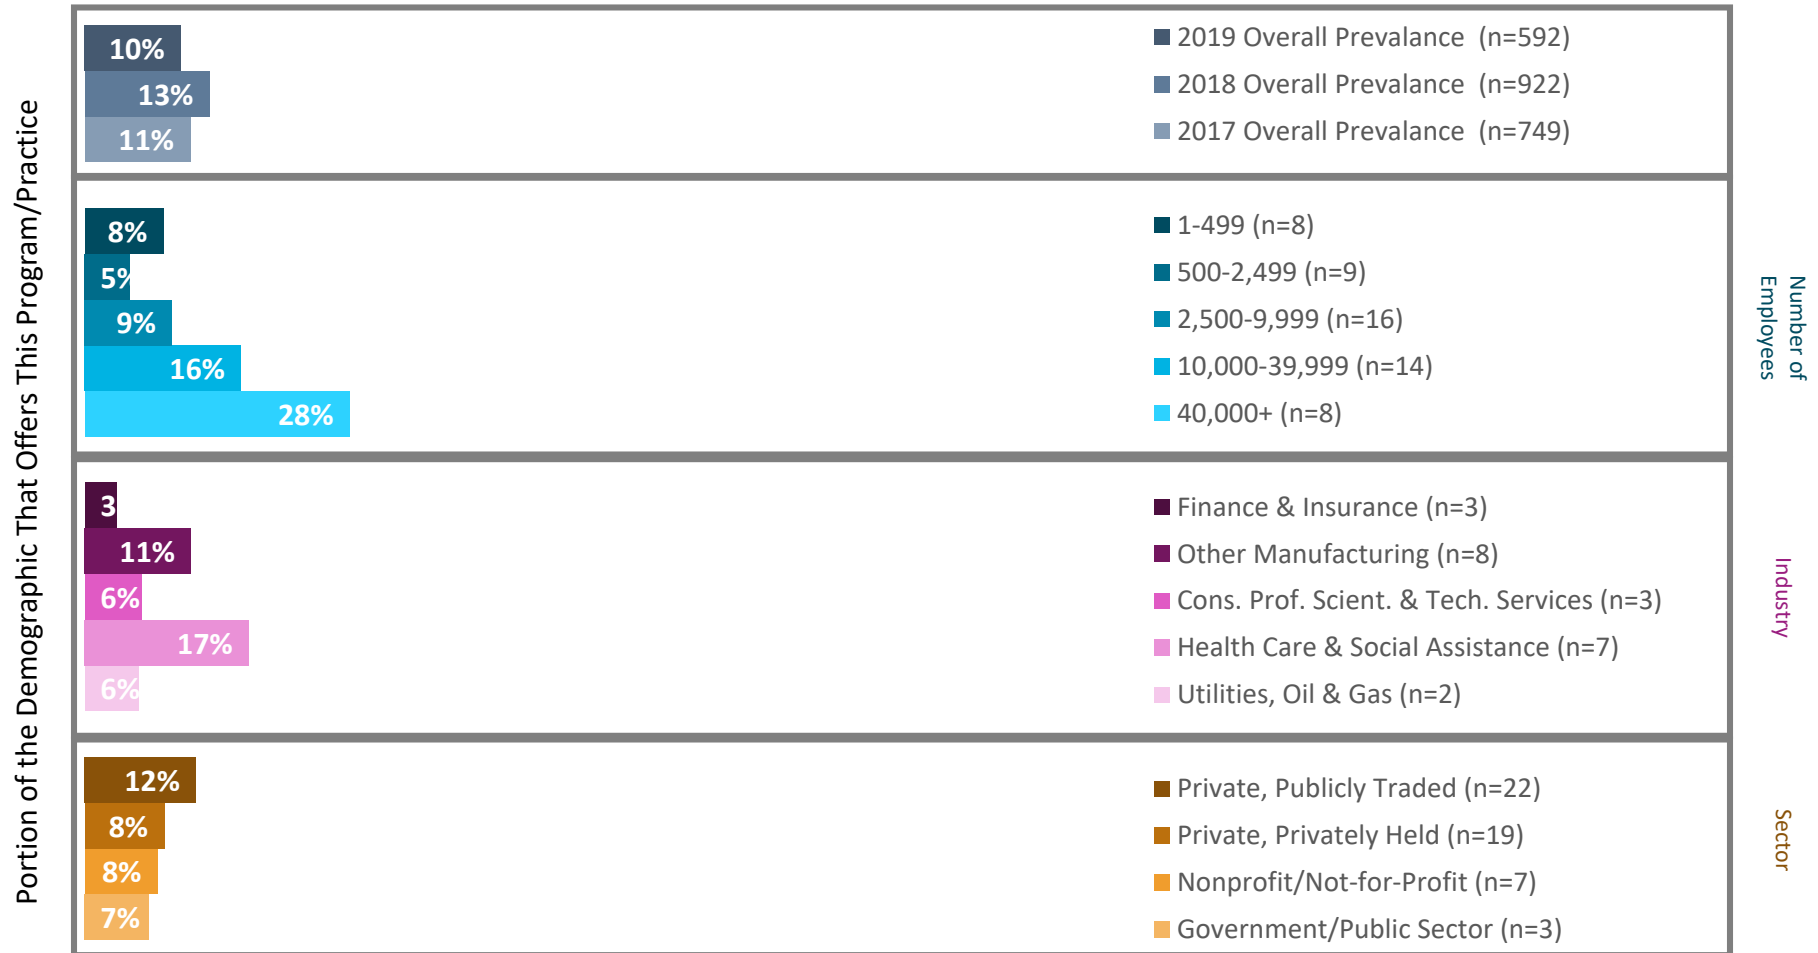 Portion of the Demographic That Offers This Program/Practice
10%
13%
11%
2019 Overall Prevalance (n=592)
2018 Overall Prevalance (n=922)
2017 Overall Prevalance (n=749)
8%
5%
9%
16%
28%
1-499 (n=8)
500-2,499 (n=9)
2,500-9,999 (n=16)
10,000-39,999 (n=14)
40,000+ (n=8)
Number of
Employees
3
11%
6%
17%
6%
Finance & Insurance (n=3)
Other Manufacturing (n=8)
Cons. Prof. Scient. & Tech. Services (n=3)
Health Care & Social Assistance (n=7)
Utilities, Oil & Gas (n=2)
Industry
12%
8%
8%
7%
Private, Publicly Traded (n=22)
Private, Privately Held (n=19)
Nonprofit/Not-for-Profit (n=7)
Government/Public Sector (n=3)
Sector